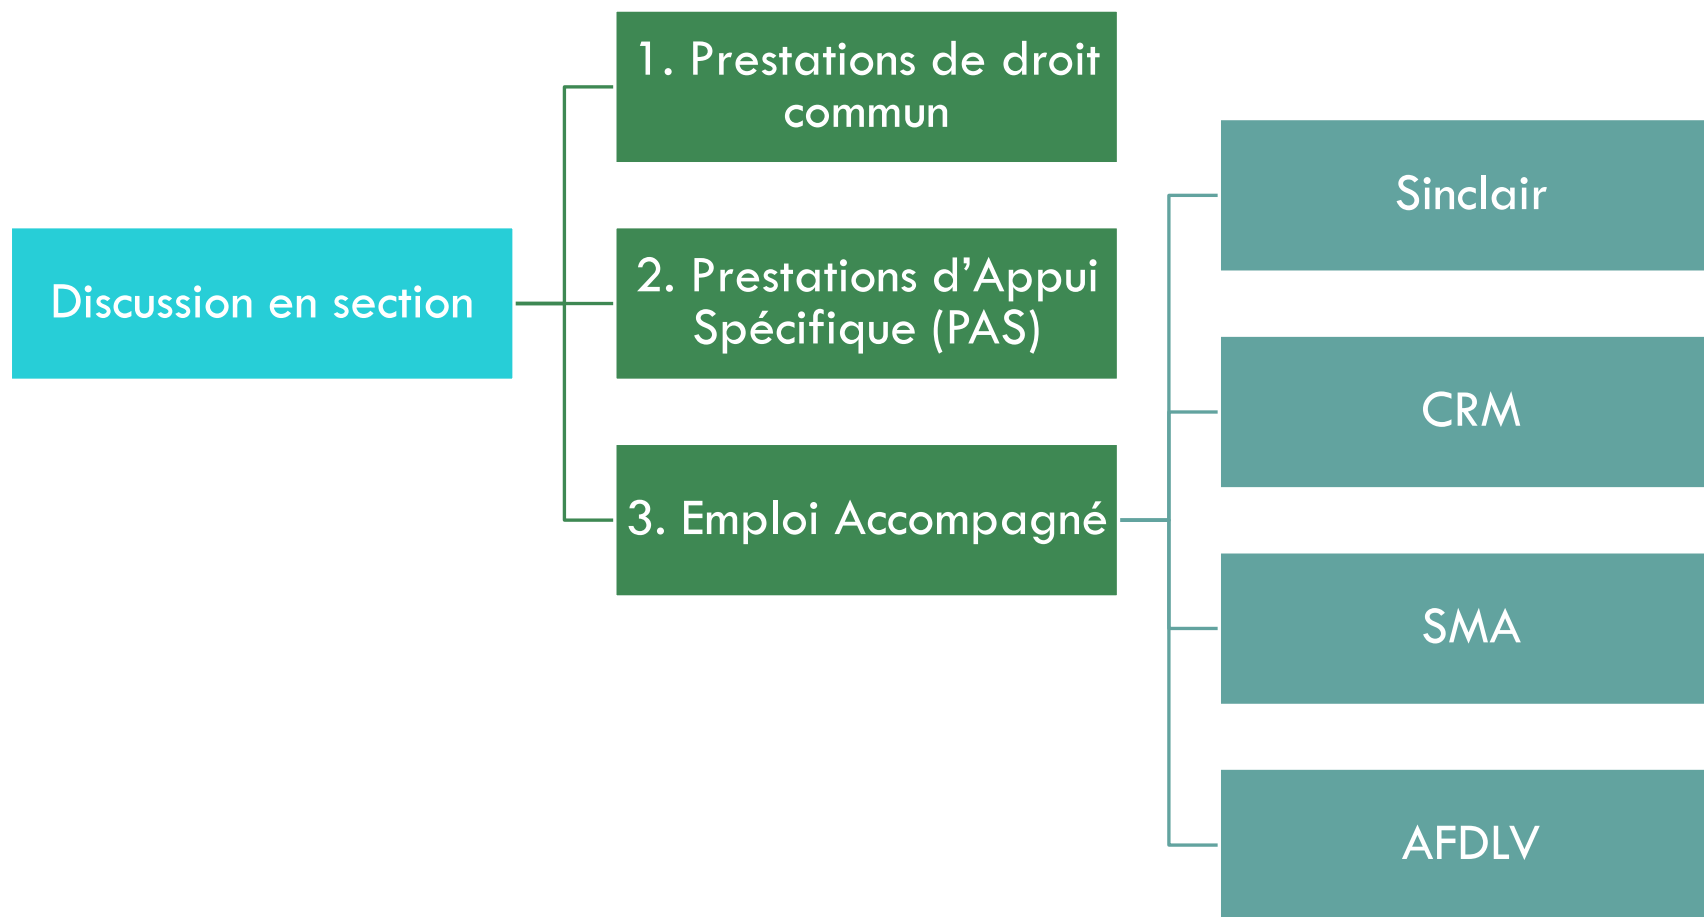 Discussion en section
1. Prestations de droit
commun
2. Prestations d’Appui
Spécifique (PAS)
3. Emploi Accompagné
Sinclair
CRM
SMA
AFDLV